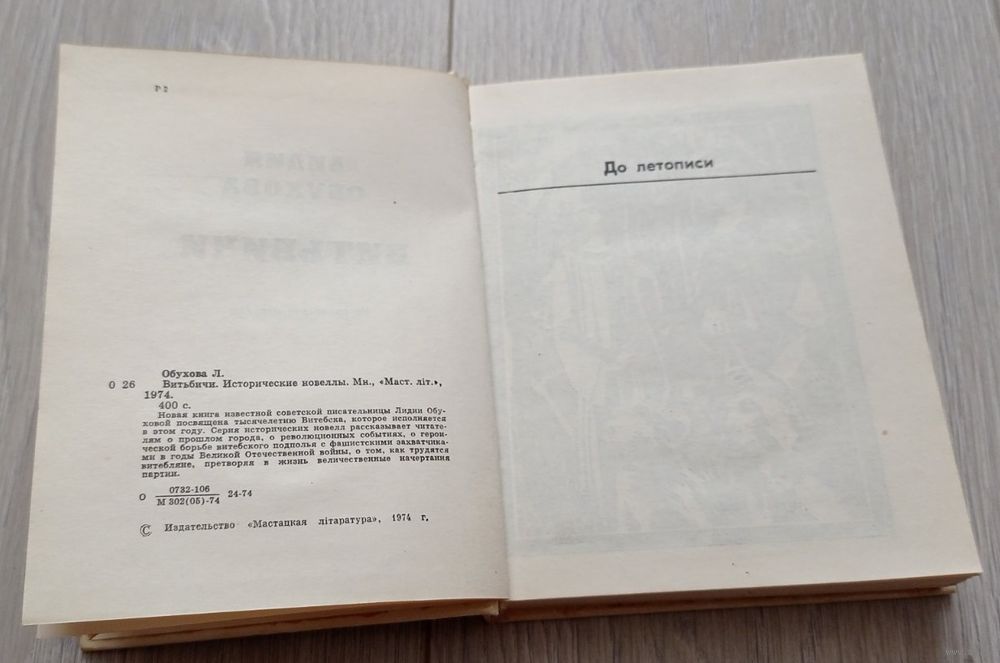 Р2
Обухова Л.
О 26 Витьбичи. Исторические новеллы. Мн., «Маст. літ.»,
1974.
400 с.
Новая книга известной советской писательницы Лидии Обу-
ховой посвящена тысячелетию Витебска, которое исполняется
в этом году. Серия исторических новелл рассказывает читате-
лям о прошлом города, о революционных событиях, о герои-
ческой борьбе витебского подполья с фашистскими захватчика-
ми в годы Великой Отечественной войны, о том, как трудятся
витебляне, претворяя в жизнь величественные начертания
партии.
О 0732-106
М 302(05)-74 24-74
© Издательство «Мастацкая літаратура», 1974 г.
До летописи